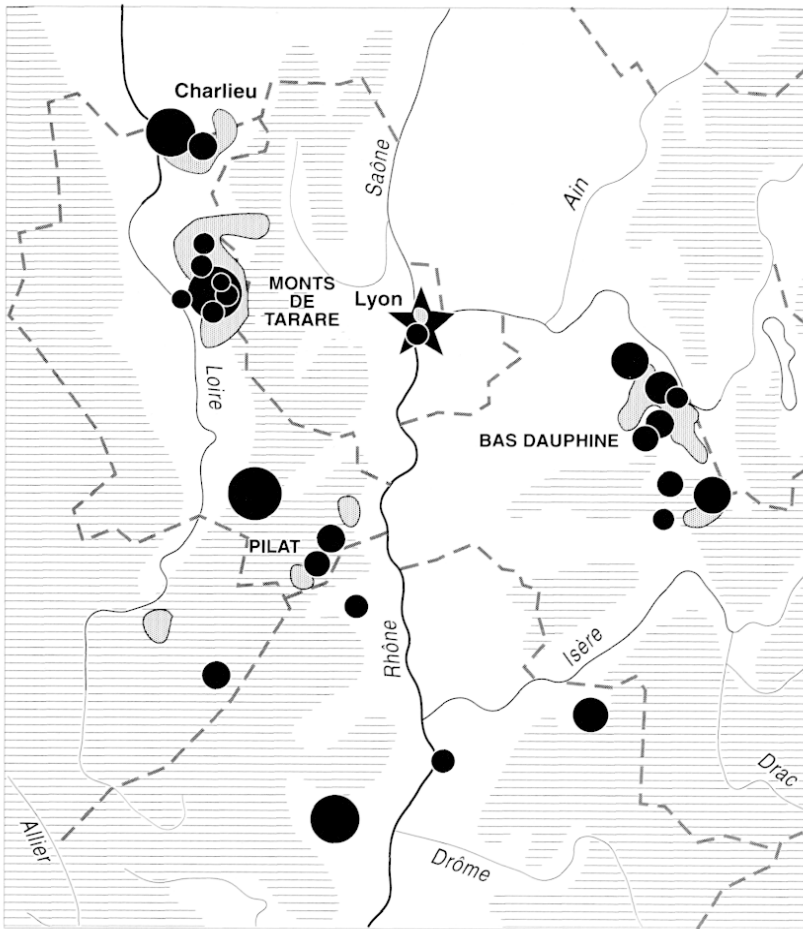 Charlieu
Saône
Ain
MONTS
DE
TARARE
Lyon
Loire
BAS DAUPHINE
PILAT
Rhône
Isère
Drac
Allier
Drôme